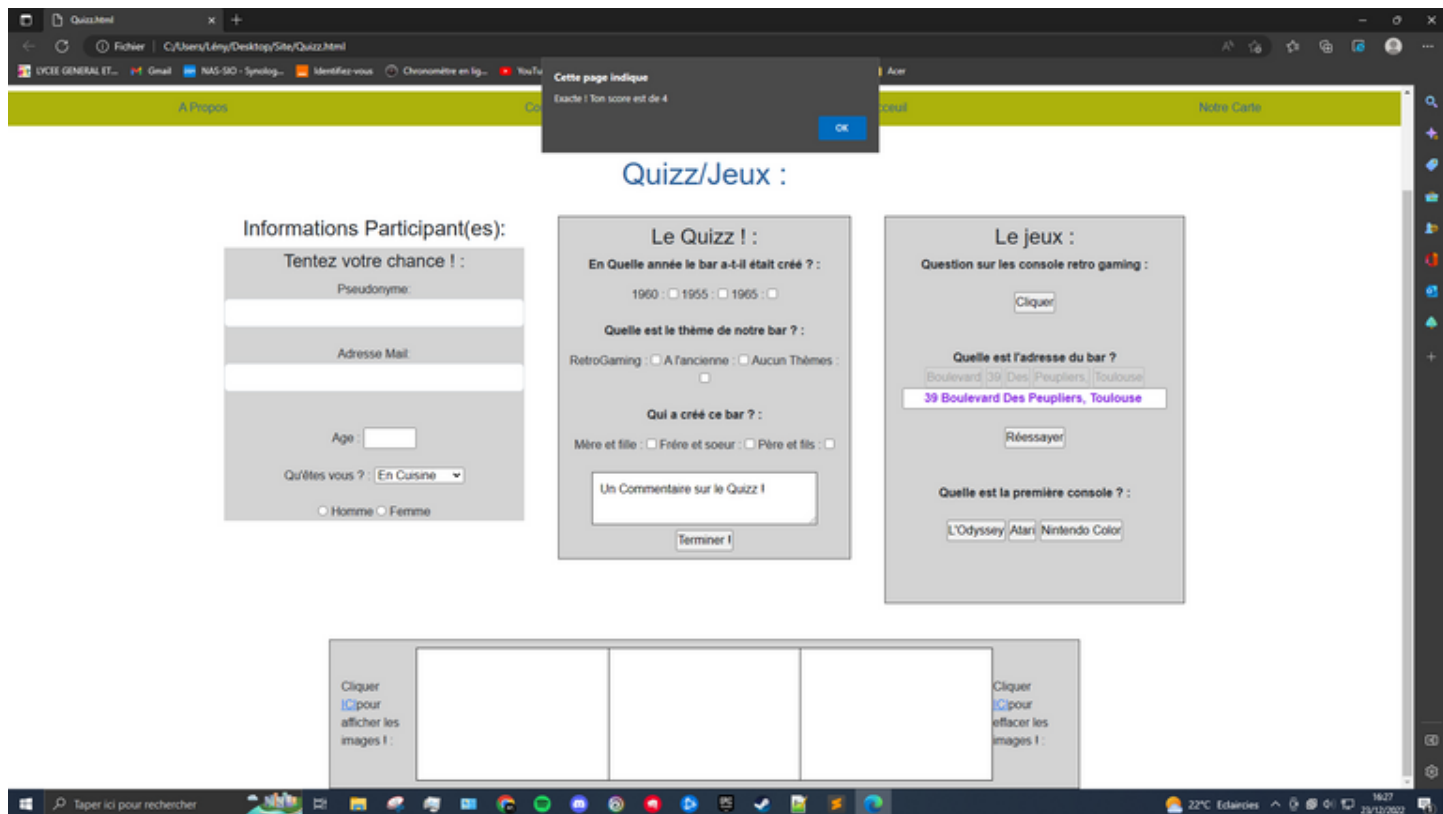 Quizz.html
Fichier | C:/Users/Lény/Desktop/Site/Quizz.html
LYCEE GENERAL ET... Gmail NAS-SIO - Synolog... Identifiez-vous Chronomètre en lig... YouTu Acer
Cette page indique
Exacte ! Ton score est de 4
OK
A Propos Co cceuil Notre Carte
Quizz/Jeux :
Informations Participant(es):
Tentez votre chance ! :
Pseudonyme:
Adresse Mail:
Age :
Qu'êtes vous ? : En Cuisine
Homme Femme
Le Quizz ! :
En Quelle année le bar a-t-il était créé ? :
1960 : 1955 : 1965 :
Quelle est le thème de notre bar ? :
RetroGaming : A l'ancienne : Aucun Thèmes :
Qui a créé ce bar ? :
Mère et fille : Frére et soeur : Père et fils :
Un Commentaire sur le Quizz !
Terminer !
Le jeux :
Question sur les console retro gaming :
Cliquer
Quelle est l'adresse du bar ?
Boulevard 39 Des Peupliers, Toulouse
39 Boulevard Des Peupliers, Toulouse
Réessayer
Quelle est la première console ? :
L'Odyssey Atari Nintendo Color
Cliquer
ICIpour
afficher les
images ! :
Cliquer
ICIpour
effacer les
images ! :
Taper ici pour rechercher
22°C Eclaircies
16:27
23/12/2022